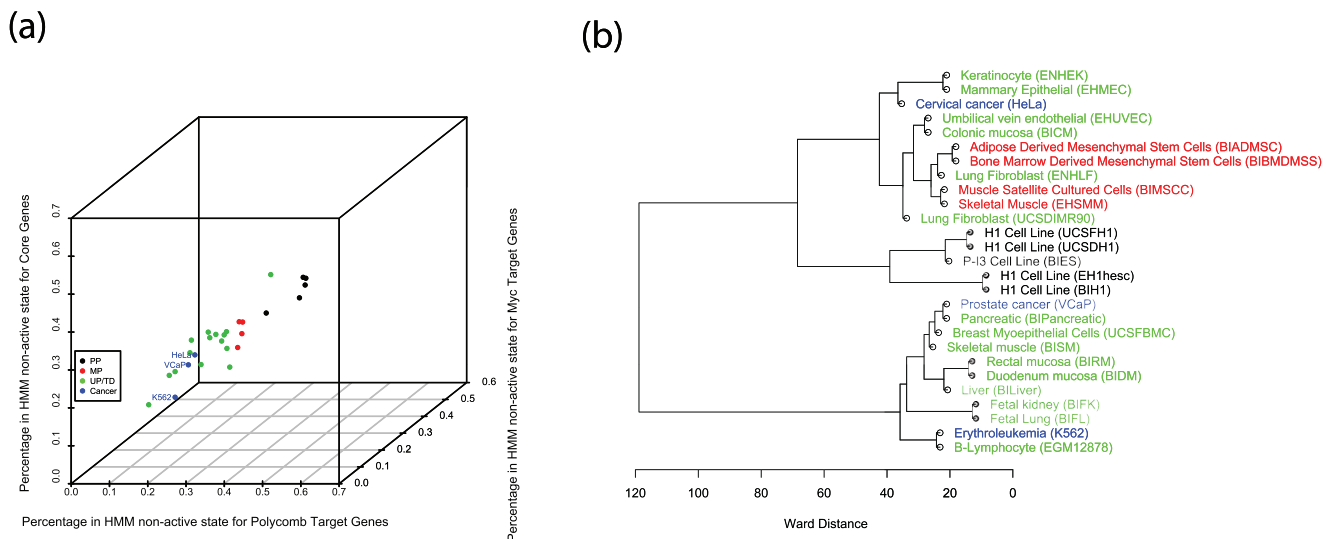 (a)
(b)
Percentage in HMM non-active state for Core Genes
0.7
0.6
0.5
0.4
0.3
0.2
0.1
0.0
0.0
0.1
0.2
0.3
0.4
0.5
0.6
0.7
Percentage in HMM non-active state for Polycomb Target Genes
0.0
0.1
0.2
0.3
0.4
0.5
0.6
Percentage in HMM non-active state for Myc Target Genes
HeLa
VCaP
K562
PP
MP
UP/TD
Cancer
Keratinocyte (ENHEK)
Mammary Epithelial (EHMEC)
Cervical cancer (HeLa)
Umbilical vein endothelial (EHUVEC)
Colonic mucosa (BICM)
Adipose Derived Mesenchymal Stem Cells (BIADMSC)
Bone Marrow Derived Mesenchymal Stem Cells (BIBMDMSS)
Lung Fibroblast (ENHLF)
Muscle Satellite Cultured Cells (BIMSCC)
Skeletal Muscle (EHSMM)
Lung Fibroblast (UCSDIMR90)
H1 Cell Line (UCSFH1)
H1 Cell Line (UCSDH1)
P-I3 Cell Line (BIES)
H1 Cell Line (EH1hesc)
H1 Cell Line (BIH1)
Prostate cancer (VCaP)
Pancreatic (BIPancreatic)
Breast Myoepithelial Cells (UCSFBMC)
Skeletal muscle (BISM)
Rectal mucosa (BIRM)
Duodenum mucosa (BIDM)
Liver (BILiver)
Fetal kidney (BIFK)
Fetal Lung (BIFL)
Erythroleukemia (K562)
B-Lymphocyte (EGM12878)
120 100 80 60 40 20 0
Ward Distance